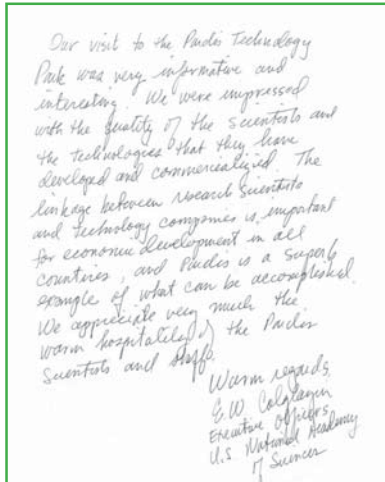 Our visit to the Pardis Technology
Park was very informative and
interesting. We were impressed
with the quality of the scientists and
the technologies that they have
developed and commercialized. The
linkage between research scientists
and technology companies is important
for economic development in all
countries, and Pardis is a superb
example of what can be accomplished.
We appreciate very much the
warm hospitality of the Pardis
scientists and staff.
Warm regards,
E.W. Colglazier
Executive Officer,
U.S National Academy
of Sciences